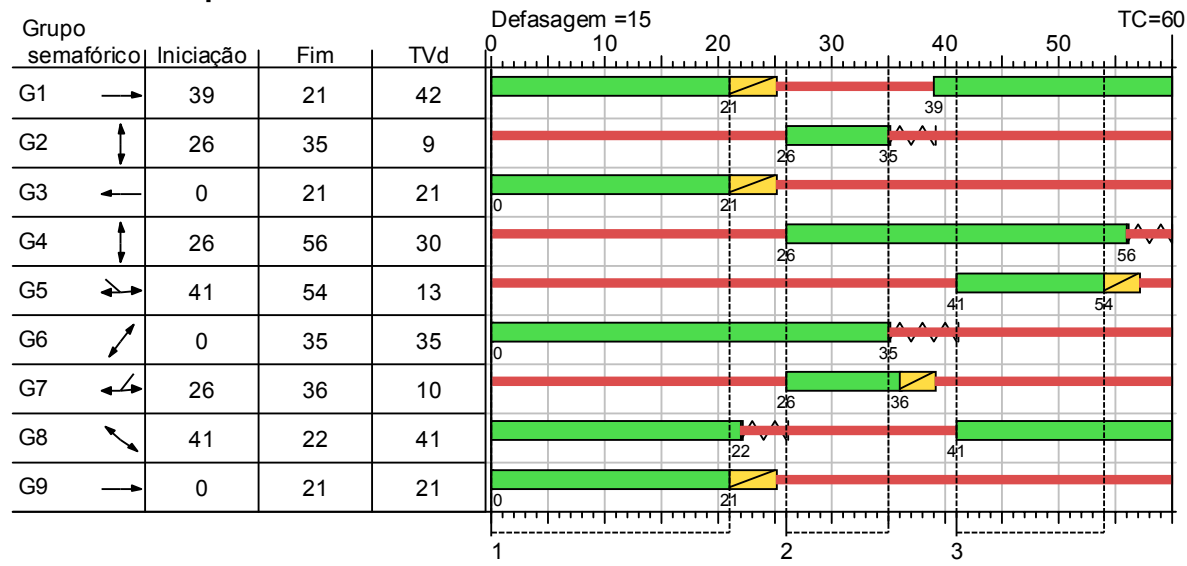 Defasagem =15 TC=60
Grupo semafórico Iniciação Fim TVd
0 10 20 30 40 50
G1 39 21 42
21 39
G2 26 35 9
26 35
G3 0 21 21
0 21
G4 26 56 30
26 56
G5 41 54 13
41 54
G6 0 35 35
0 35
G7 26 36 10
26 36
G8 41 22 41
22 41
G9 0 21 21
0 21
1 2 3